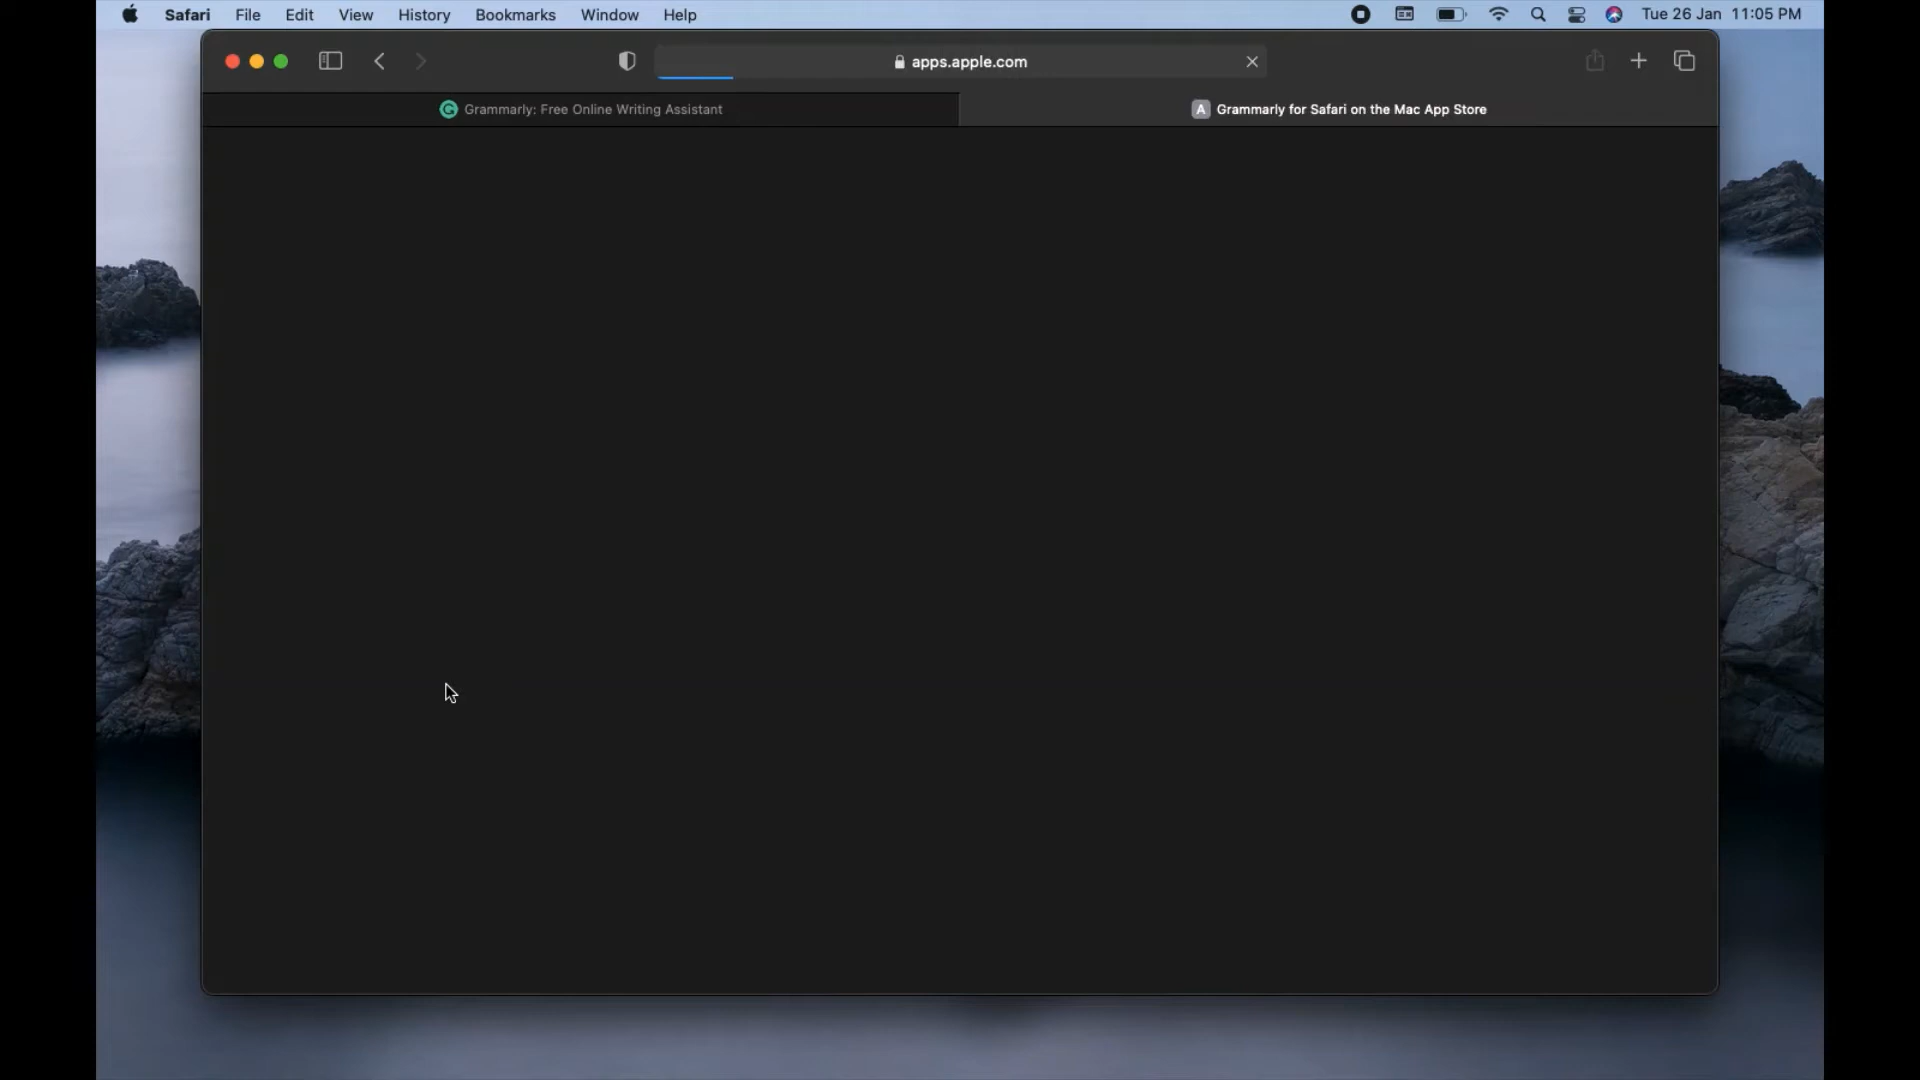 Safari File Edit View History Bookmarks Window Help Tue 26 Jan 11:05 PM
apps.apple.com
Grammarly: Free Online Writing Assistant
A Grammarly for Safari on the Mac App Store